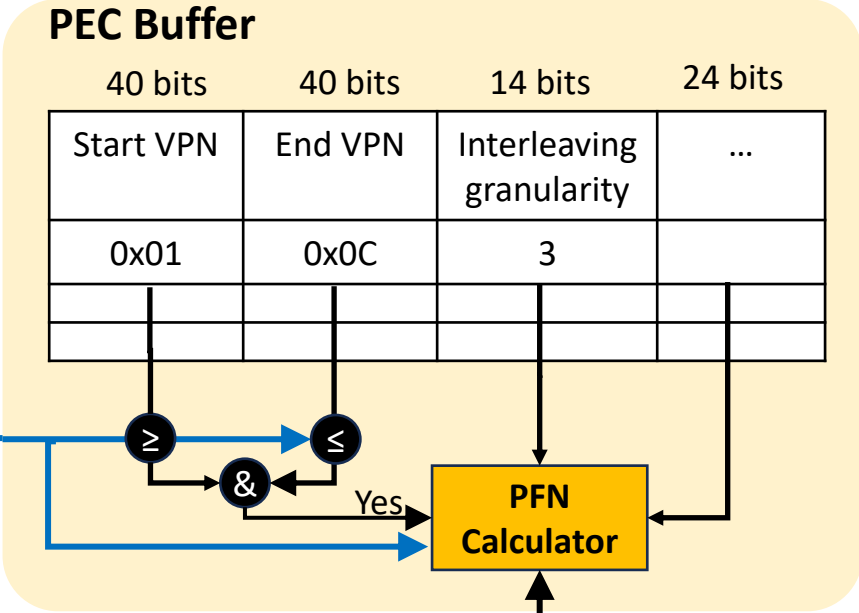 PEC Buffer
40 bits 40 bits 14 bits 24 bits
Start VPN End VPN Interleaving granularity ...
0x01 0x0C 3
≥ ≤
&
Yes
PFN
Calculator